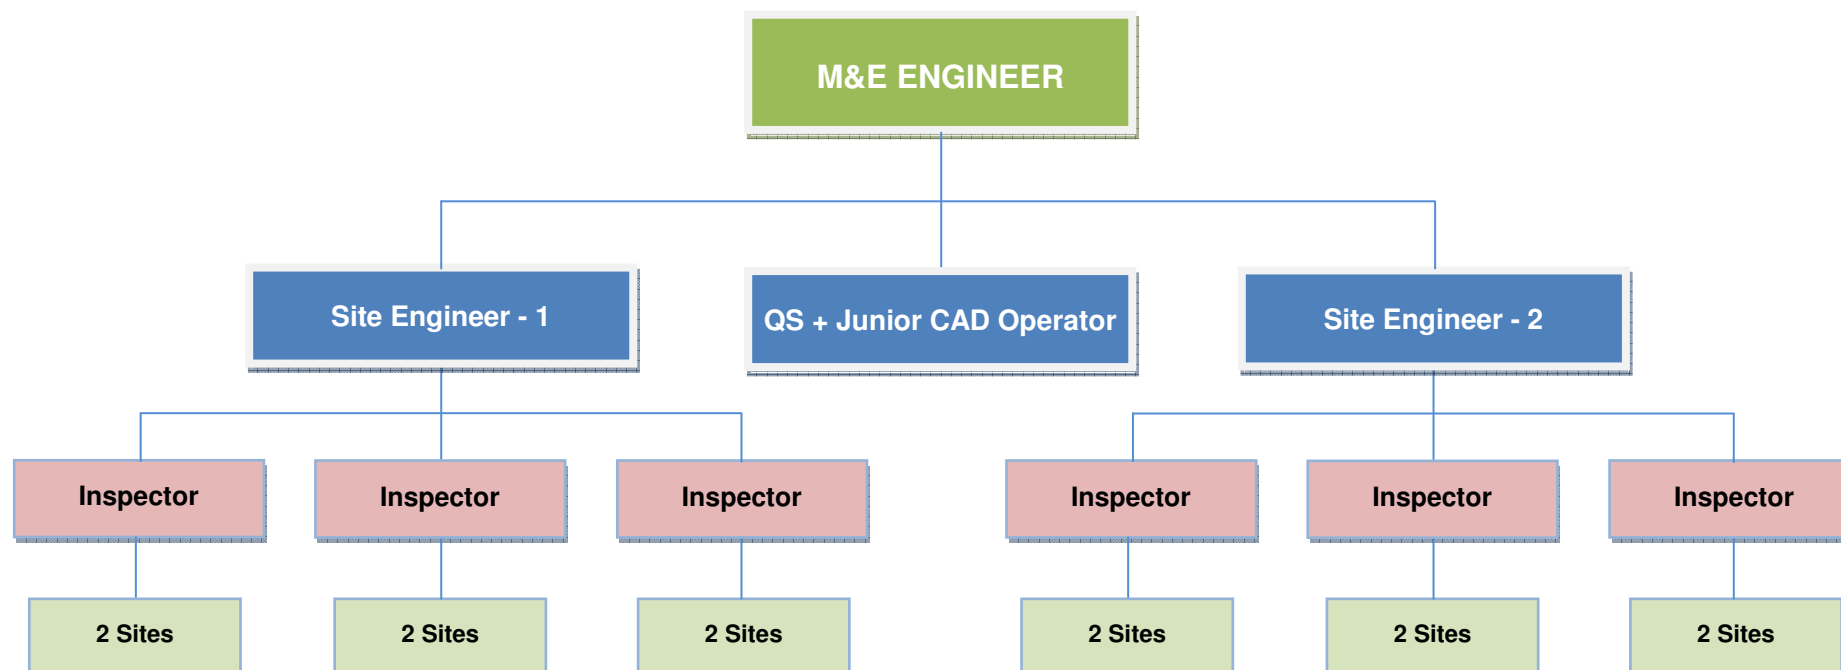 M&E ENGINEER
Site Engineer - 1
QS + Junior CAD Operator
Site Engineer - 2
Inspector
Inspector
Inspector
Inspector
Inspector
Inspector
2 Sites
2 Sites
2 Sites
2 Sites
2 Sites
2 Sites